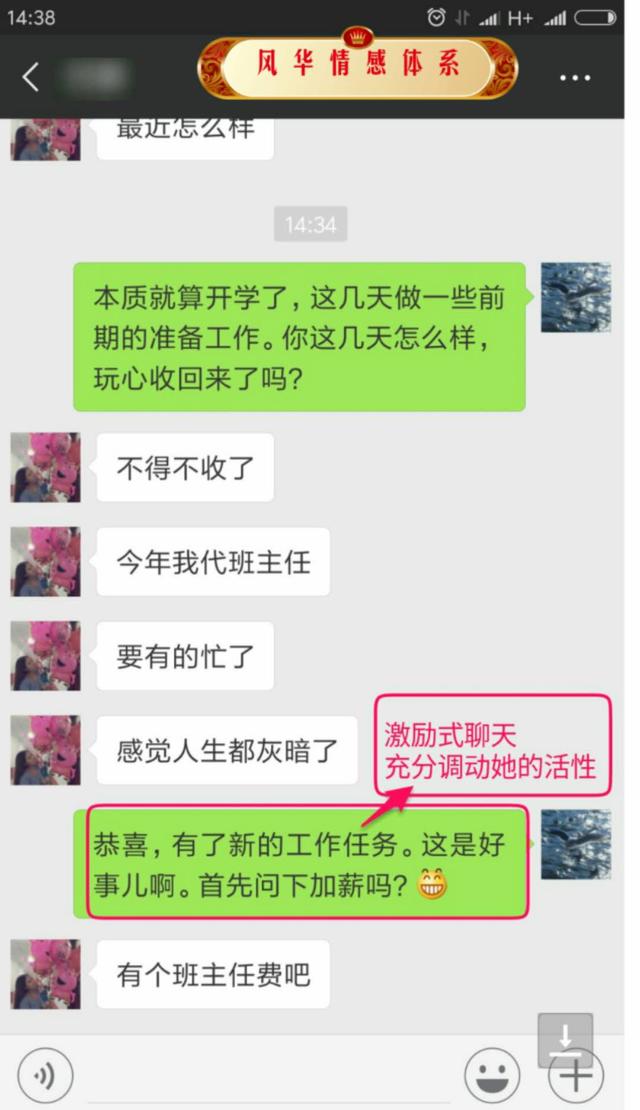 14:38
H+
风华情感体系
最近怎么样
14:34
本质就算开学了，这几天做一些前
期的准备工作。你这几天怎么样，
玩心收回来了吗？
不得不收了
今年我代班主任
要有的忙了
感觉人生都灰暗了
激励式聊天
充分调动她的活性
恭喜，有了新的工作任务。这是好
事儿啊。首先问下加薪吗？
有个班主任费吧